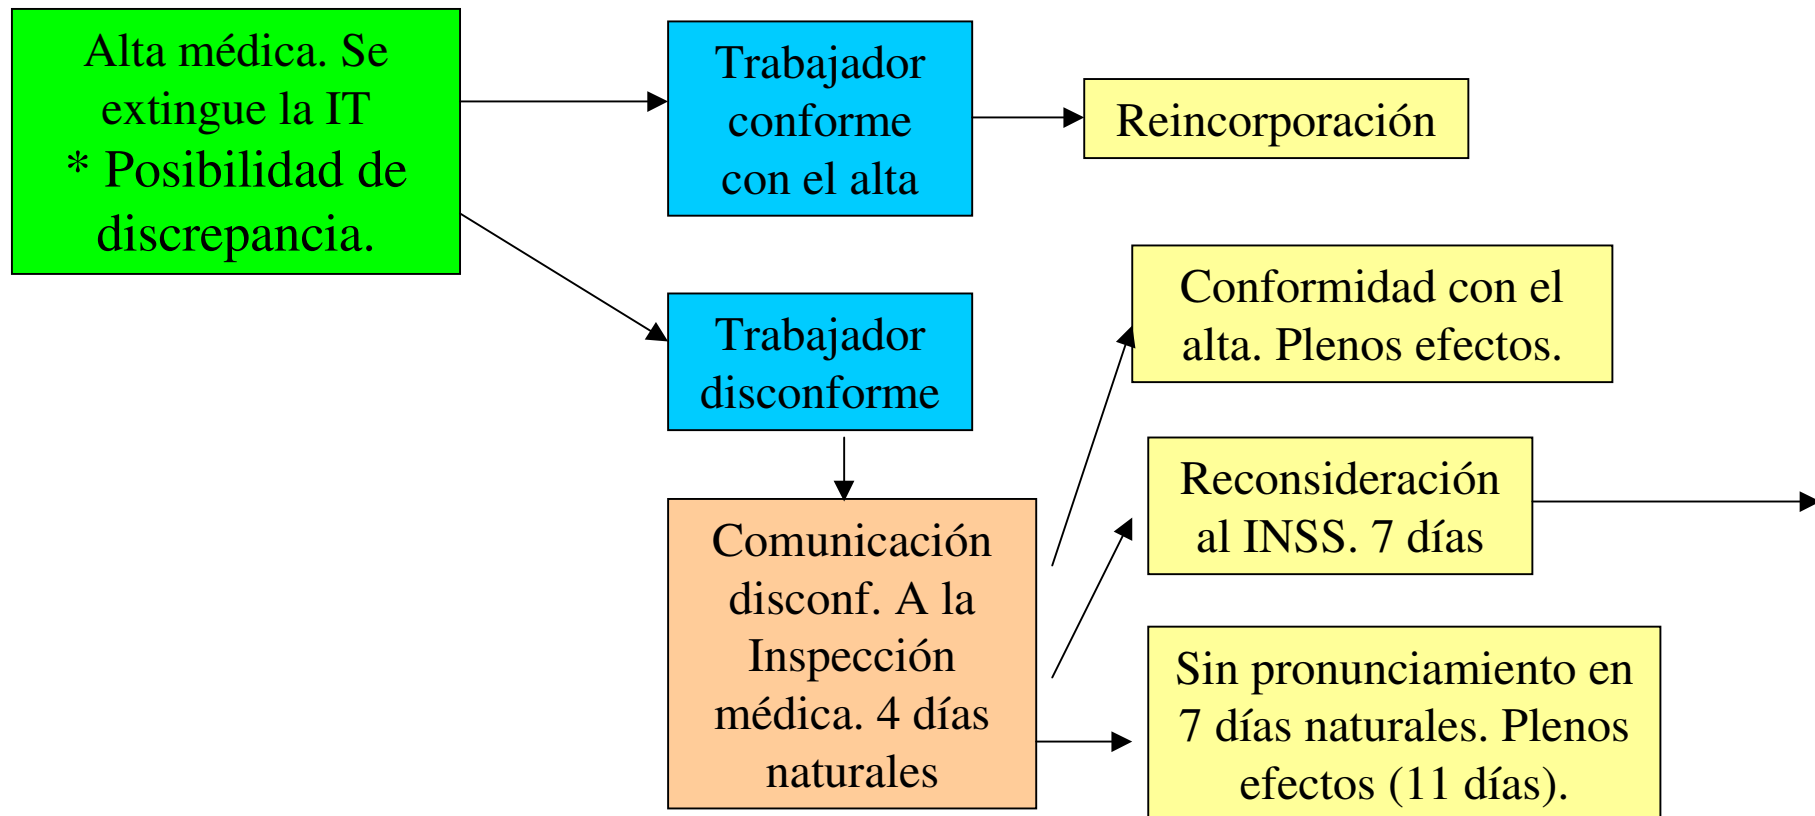 Alta médica. Se
extingue la IT
* Posibilidad de
discrepancia.
Trabajador
conforme
con el alta
Reincorporación
Trabajador
disconforme
Conformidad con el
alta. Plenos efectos.
Comunicación
disconf. A la
Inspección
médica. 4 días
naturales
Reconsideración
al INSS. 7 días
Sin pronunciamiento en
7 días naturales. Plenos
efectos (11 días).